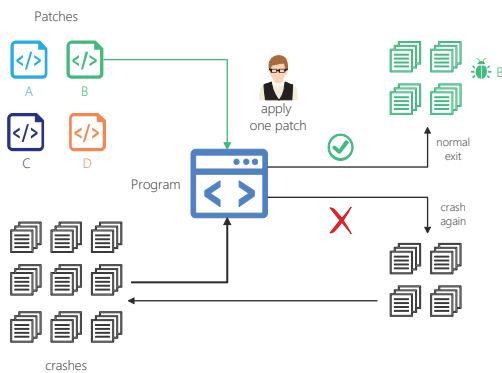 Patches
</>
</>
A
B
</>
</>
C
D
apply
one patch
B
normal
exit
Program
< >
crash
again
crashes